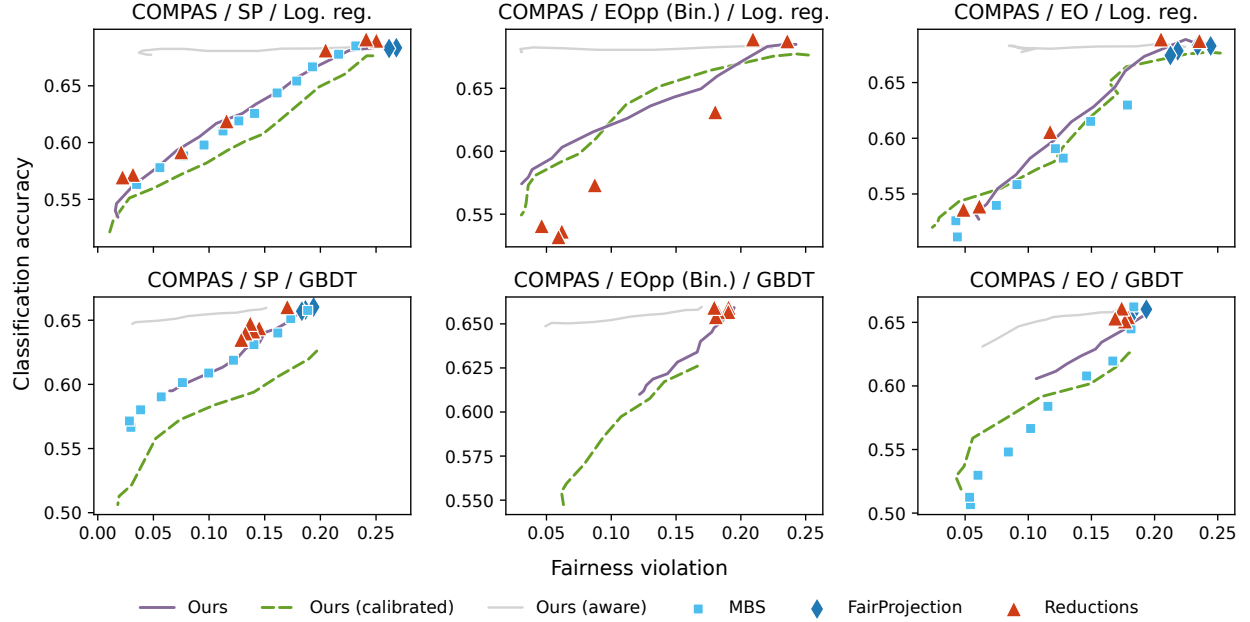 COMPAS / SP / Log. reg.
COMPAS / EOpp (Bin.) / Log. reg.
COMPAS / EO / Log. reg.
0.65
0.60
0.55
0.65
0.60
0.55
0.65
0.60
0.55
Classification accuracy
COMPAS / SP / GBDT
COMPAS / EOpp (Bin.) / GBDT
COMPAS / EO / GBDT
0.65
0.60
0.55
0.50
0.650
0.625
0.600
0.575
0.550
0.65
0.60
0.55
0.50
0.00 0.05 0.10 0.15 0.20 0.25
0.05 0.10 0.15 0.20 0.25
0.05 0.10 0.15 0.20 0.25
Fairness violation
Ours Ours (calibrated) Ours (aware) MBS FairProjection Reductions